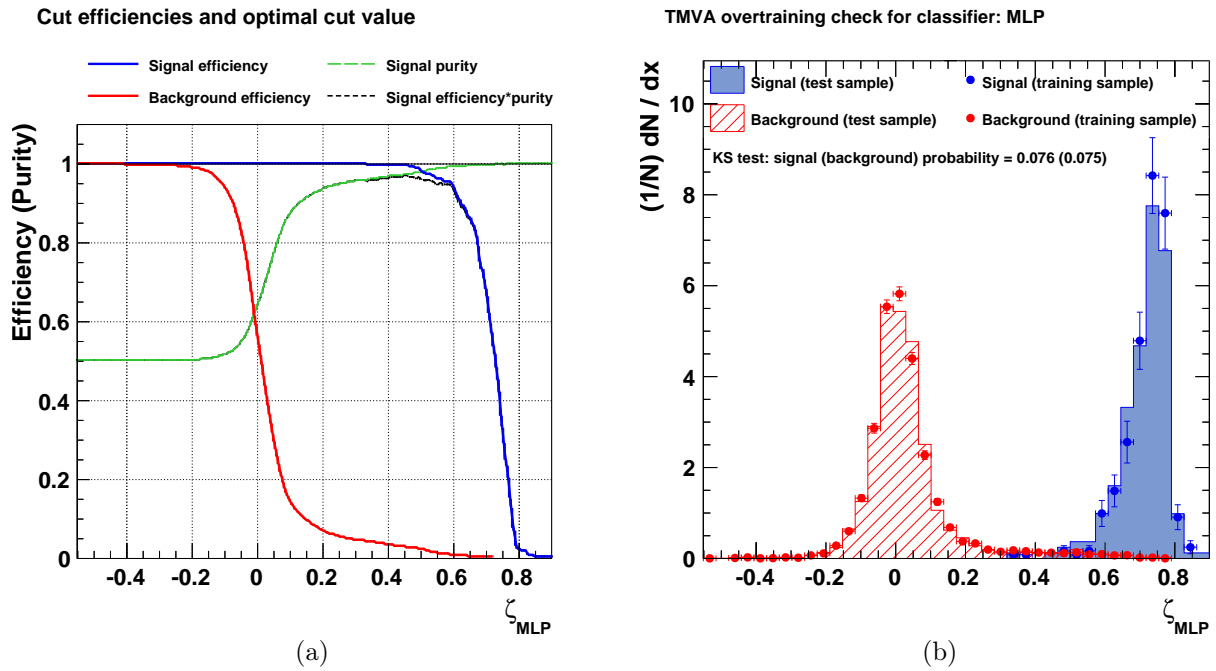 Cut efficiencies and optimal cut value
Signal efficiency
Signal purity
Background efficiency
Signal efficiency*purity
Efficiency (Purity)
1
0.8
0.6
0.4
0.2
0
-0.4 -0.2 0 0.2 0.4 0.6 0.8
ζMLP
(a)
TMVA overtraining check for classifier: MLP
Signal (test sample)
Signal (training sample)
Background (test sample)
Background (training sample)
KS test: signal (background) probability = 0.076 (0.075)
(1/N) dN / dx
10
8
6
4
2
0
-0.4 -0.2 0 0.2 0.4 0.6 0.8
ζMLP
(b)